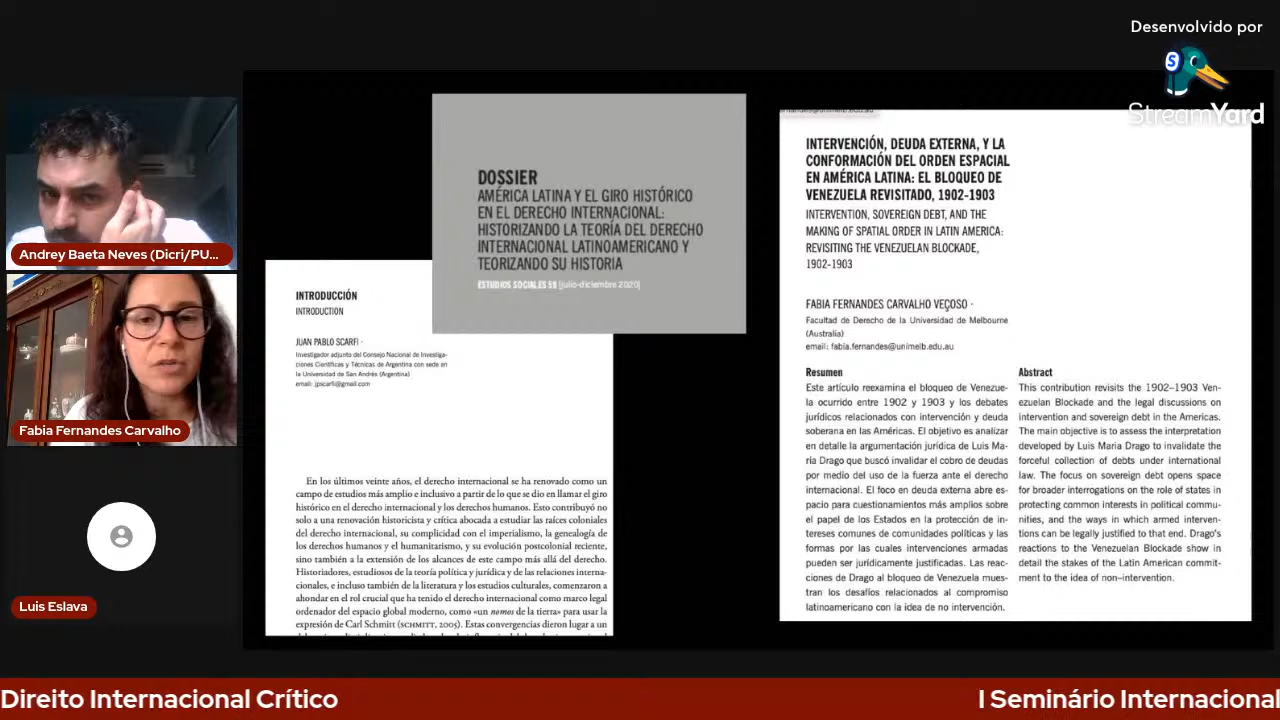 Desenvolvido por
S
StreamYard
Andrey Baeta Neves (Dicri/PU...
Fabia Fernandes Carvalho
Luis Eslava
DOSSIER
AMÉRICA LATINA Y EL GIRO HISTÓRICO
EN EL DERECHO INTERNACIONAL:
HISTORIZANDO LA TEORÍA DEL DERECHO
INTERNACIONAL LATINOAMERICANO Y
TEORIZANDO SU HISTORIA
ESTUDIOS SOCIALES 59 [julio-diciembre 2020]
INTRODUCCIÓN
INTRODUCTION
JUAN PABLO SCARFI ·
Investigador adjunto del Consejo Nacional de Investiga-
ciones Científicas y Técnicas de Argentina con sede en
la Universidad de San Andrés (Argentina)
email: jpscarfi@gmail.com
En los últimos veinte años, el derecho internacional se ha renovado como un
campo de estudios más amplio e inclusivo a partir de lo que se dio en llamar el giro
histórico en el derecho internacional y los derechos humanos. Esto contribuyó no
solo a una renovación historicista y crítica abocada a estudiar las raíces coloniales
del derecho internacional, su complicidad con el imperialismo, la genealogía de
los derechos humanos y el humanitarismo, y su evolución postcolonial reciente,
sino también a la extensión de los alcances de este campo más allá del derecho.
Historiadores, estudiosos de la teoría política y jurídica y de las relaciones interna-
cionales, e incluso también de la literatura y los estudios culturales, comenzaron a
ahondar en el rol crucial que ha tenido el derecho internacional como marco legal
ordenador del espacio global moderno, como «un nomos de la tierra» para usar la
expresión de Carl Schmitt (SCHMITT, 2005). Estas convergencias dieron lugar a un
INTERVENCIÓN, DEUDA EXTERNA, Y LA
CONFORMACIÓN DEL ORDEN ESPACIAL
EN AMÉRICA LATINA: EL BLOQUEO DE
VENEZUELA REVISITADO, 1902-1903
INTERVENTION, SOVEREIGN DEBT, AND THE
MAKING OF SPATIAL ORDER IN LATIN AMERICA:
REVISITING THE VENEZUELAN BLOCKADE,
1902-1903
FABIA FERNANDES CARVALHO VEÇOSO ·
Facultad de Derecho de la Universidad de Melbourne
(Australia)
email: fabia.fernandes@unimelb.edu.au
Resumen
Este artículo reexamina el bloqueo de Venezue-
la ocurrido entre 1902 y 1903 y los debates
jurídicos relacionados con intervención y deuda
soberana en las Américas. El objetivo es analizar
en detalle la argumentación jurídica de Luis Ma-
ría Drago que buscó invalidar el cobro de deudas
por medio del uso de la fuerza ante el derecho
internacional. El foco en deuda externa abre es-
pacio para cuestionamientos más amplios sobre
el papel de los Estados en la protección de in-
tereses comunes de comunidades políticas y las
formas por las cuales intervenciones armadas
pueden ser jurídicamente justificadas. Las reac-
ciones de Drago al bloqueo de Venezuela mues-
tran los desafíos relacionados al compromiso
latinoamericano con la idea de no intervención.
Abstract
This contribution revisits the 1902–1903 Ven-
ezuelan Blockade and the legal discussions on
intervention and sovereign debt in the Americas.
The main objective is to assess the interpretation
developed by Luis Maria Drago to invalidate the
forceful collection of debts under international
law. The focus on sovereign debt opens space
for broader interrogations on the role of states in
protecting common interests in political commu-
nities, and the ways in which armed interven-
tions can be legally justified to that end. Drago's
reactions to the Venezuelan Blockade show in
detail the stakes of the Latin American commit-
ment to the idea of non–intervention.
Direito Internacional Crítico
I Seminário Internacional